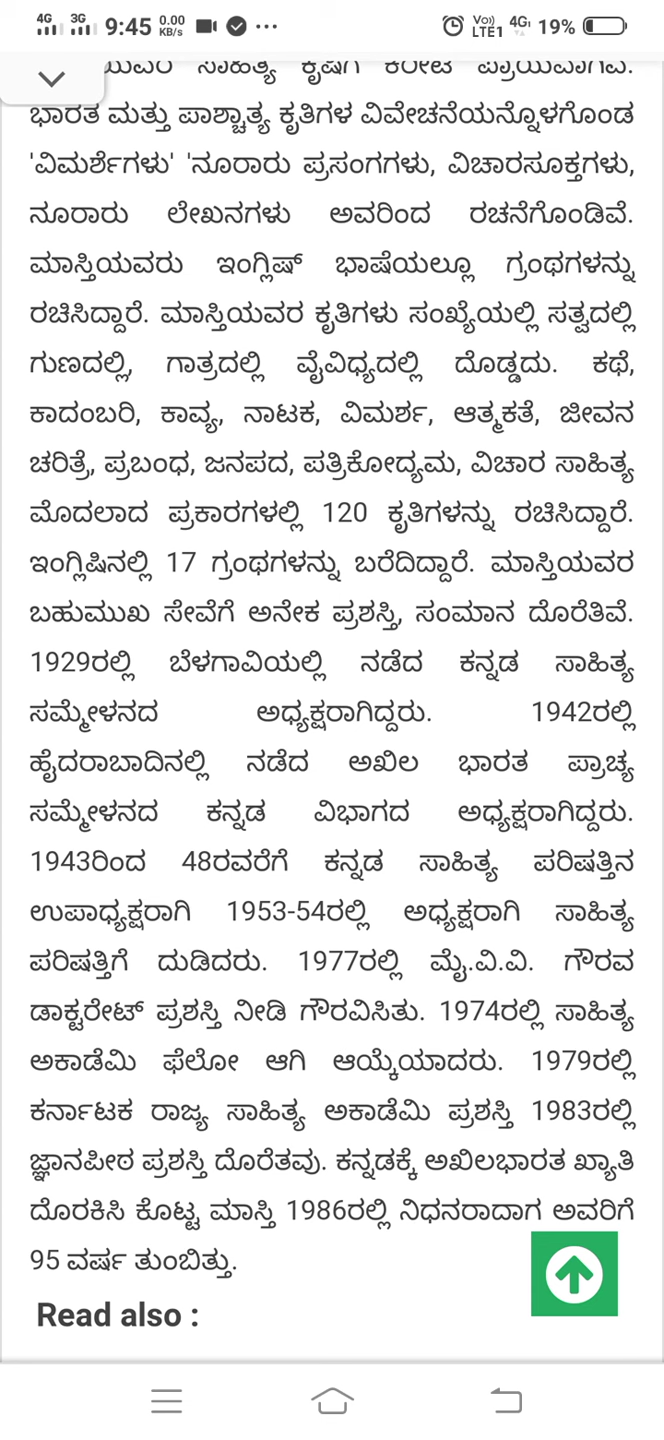 4G 3G 9:45 0.00 KB/s ... Vo)) LTE1 4G 19%
ಭಾರತ ಮತ್ತು ಪಾಶ್ಚಾತ್ಯ ಕೃತಿಗಳ ವಿವೇಚನೆಯನ್ನೊಳಗೊಂಡ
'ವಿಮರ್ಶೆಗಳು' 'ನೂರಾರು ಪ್ರಸಂಗಗಳು, ವಿಚಾರಸೂಕ್ತಗಳು,
ನೂರಾರು ಲೇಖನಗಳು ಅವರಿಂದ ರಚನೆಗೊಂಡಿವೆ.
ಮಾಸ್ತಿಯವರು ಇಂಗ್ಲಿಷ್ ಭಾಷೆಯಲ್ಲೂ ಗ್ರಂಥಗಳನ್ನು
ರಚಿಸಿದ್ದಾರೆ. ಮಾಸ್ತಿಯವರ ಕೃತಿಗಳು ಸಂಖ್ಯೆಯಲ್ಲಿ ಸತ್ವದಲ್ಲಿ
ಗುಣದಲ್ಲಿ, ಗಾತ್ರದಲ್ಲಿ ವೈವಿಧ್ಯದಲ್ಲಿ ದೊಡ್ಡದು. ಕಥೆ,
ಕಾದಂಬರಿ, ಕಾವ್ಯ, ನಾಟಕ, ವಿಮರ್ಶ, ಆತ್ಮಕತೆ, ಜೀವನ
ಚರಿತ್ರೆ, ಪ್ರಬಂಧ, ಜನಪದ, ಪತ್ರಿಕೋದ್ಯಮ, ವಿಚಾರ ಸಾಹಿತ್ಯ
ಮೊದಲಾದ ಪ್ರಕಾರಗಳಲ್ಲಿ 120 ಕೃತಿಗಳನ್ನು ರಚಿಸಿದ್ದಾರೆ.
ಇಂಗ್ಲಿಷಿನಲ್ಲಿ 17 ಗ್ರಂಥಗಳನ್ನು ಬರೆದಿದ್ದಾರೆ. ಮಾಸ್ತಿಯವರ
ಬಹುಮುಖ ಸೇವೆಗೆ ಅನೇಕ ಪ್ರಶಸ್ತಿ, ಸಂಮಾನ ದೊರೆತಿವೆ.
1929ರಲ್ಲಿ ಬೆಳಗಾವಿಯಲ್ಲಿ ನಡೆದ ಕನ್ನಡ ಸಾಹಿತ್ಯ
ಸಮ್ಮೇಳನದ ಅಧ್ಯಕ್ಷರಾಗಿದ್ದರು. 1942ರಲ್ಲಿ
ಹೈದರಾಬಾದಿನಲ್ಲಿ ನಡೆದ ಅಖಿಲ ಭಾರತ ಪ್ರಾಚ್ಯ
ಸಮ್ಮೇಳನದ ಕನ್ನಡ ವಿಭಾಗದ ಅಧ್ಯಕ್ಷರಾಗಿದ್ದರು.
1943ರಿಂದ 48ರವರೆಗೆ ಕನ್ನಡ ಸಾಹಿತ್ಯ ಪರಿಷತ್ತಿನ
ಉಪಾಧ್ಯಕ್ಷರಾಗಿ 1953-54ರಲ್ಲಿ ಅಧ್ಯಕ್ಷರಾಗಿ ಸಾಹಿತ್ಯ
ಪರಿಷತ್ತಿಗೆ ದುಡಿದರು. 1977ರಲ್ಲಿ ಮೈ.ವಿ.ವಿ. ಗೌರವ
ಡಾಕ್ಟರೇಟ್ ಪ್ರಶಸ್ತಿ ನೀಡಿ ಗೌರವಿಸಿತು. 1974ರಲ್ಲಿ ಸಾಹಿತ್ಯ
ಅಕಾಡೆಮಿ ಫೆಲೋ ಆಗಿ ಆಯ್ಕೆಯಾದರು. 1979ರಲ್ಲಿ
ಕರ್ನಾಟಕ ರಾಜ್ಯ ಸಾಹಿತ್ಯ ಅಕಾಡೆಮಿ ಪ್ರಶಸ್ತಿ 1983ರಲ್ಲಿ
ಜ್ಞಾನಪೀಠ ಪ್ರಶಸ್ತಿ ದೊರೆತವು. ಕನ್ನಡಕ್ಕೆ ಅಖಿಲಭಾರತ ಖ್ಯಾತಿ
ದೊರಕಿಸಿ ಕೊಟ್ಟ ಮಾಸ್ತಿ 1986ರಲ್ಲಿ ನಿಧನರಾದಾಗ ಅವರಿಗೆ
95 ವರ್ಷ ತುಂಬಿತ್ತು.
Read also :